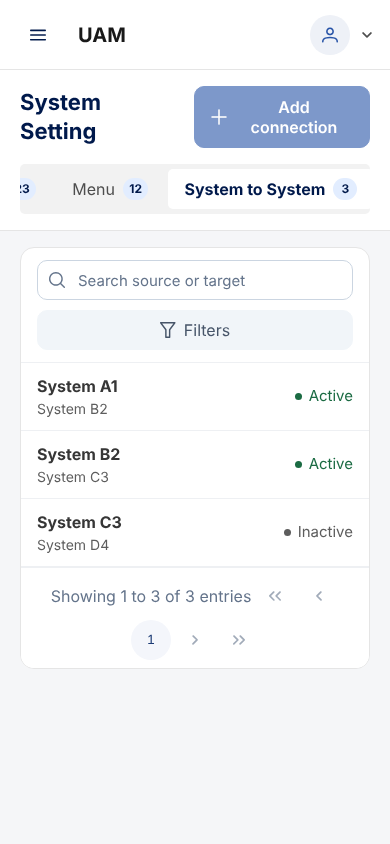 UAM
System
Setting
Add
connection
23
Menu 12
System to System 3
Search source or target
Filters
System A1
System B2
Active
System B2
System C3
Active
System C3
System D4
Inactive
Showing 1 to 3 of 3 entries
1